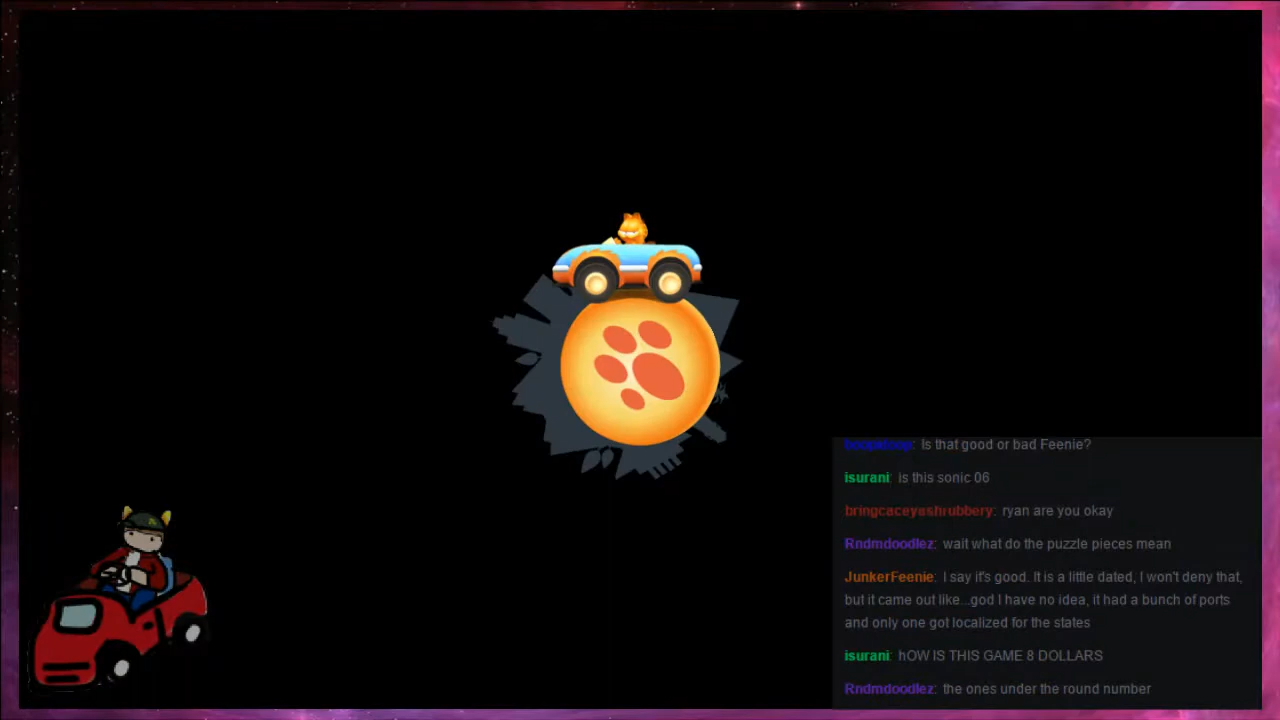 Is that good or bad Feenie?
isurani: is this sonic 06
bringcaceyashrubbery: ryan are you okay
Rndmdoodlez: wait what do the puzzle pieces mean
JunkerFeenie: I say it's good. It is a little dated, I won't deny that,
but it came out like...god I have no idea, it had a bunch of ports
and only one got localized for the states
isurani: hOW IS THIS GAME 8 DOLLARS
Rndmdoodlez: the ones under the round number